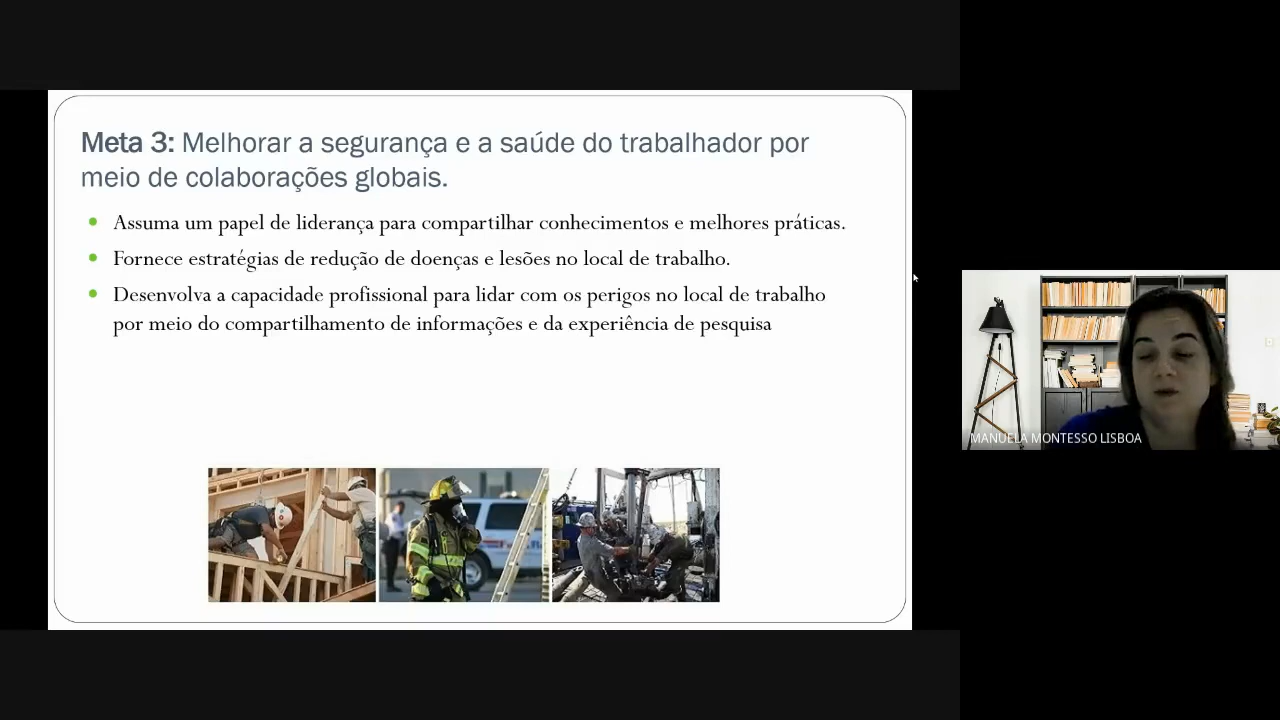 Meta 3: Melhorar a segurança e a saúde do trabalhador por
meio de colaborações globais.
Assuma um papel de liderança para compartilhar conhecimentos e melhores práticas.
Fornece estratégias de redução de doenças e lesões no local de trabalho.
Desenvolva a capacidade profissional para lidar com os perigos no local de trabalho
por meio do compartilhamento de informações e da experiência de pesquisa
MANUELA MONTESSO LISBOA